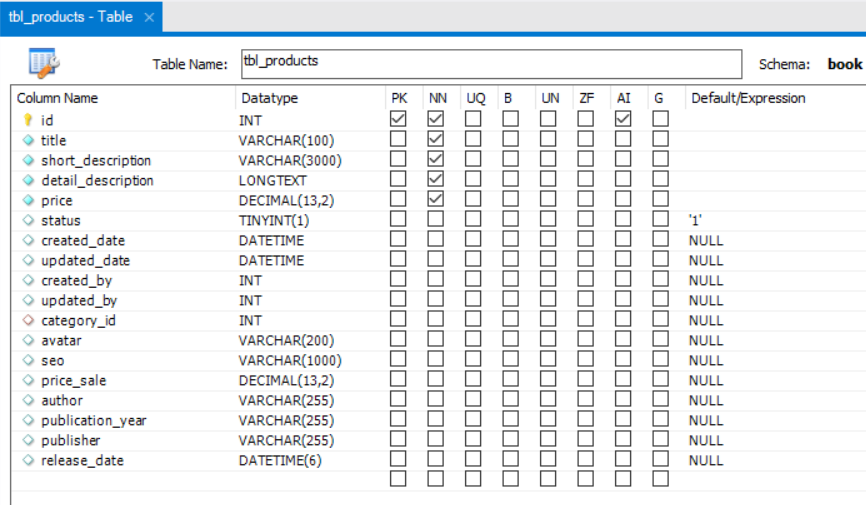 tbl_products - Table ×
Table Name: tbl_products Schema: book
Column Name Datatype PK NN UQ B UN ZF AI G Default/Expression
id INT
title VARCHAR(100)
short_description VARCHAR(3000)
detail_description LONGTEXT
price DECIMAL(13,2)
status TINYINT(1) '1'
created_date DATETIME NULL
updated_date DATETIME NULL
created_by INT NULL
updated_by INT NULL
category_id INT NULL
avatar VARCHAR(200) NULL
seo VARCHAR(1000) NULL
price_sale DECIMAL(13,2) NULL
author VARCHAR(255) NULL
publication_year VARCHAR(255) NULL
publisher VARCHAR(255) NULL
release_date DATETIME(6) NULL